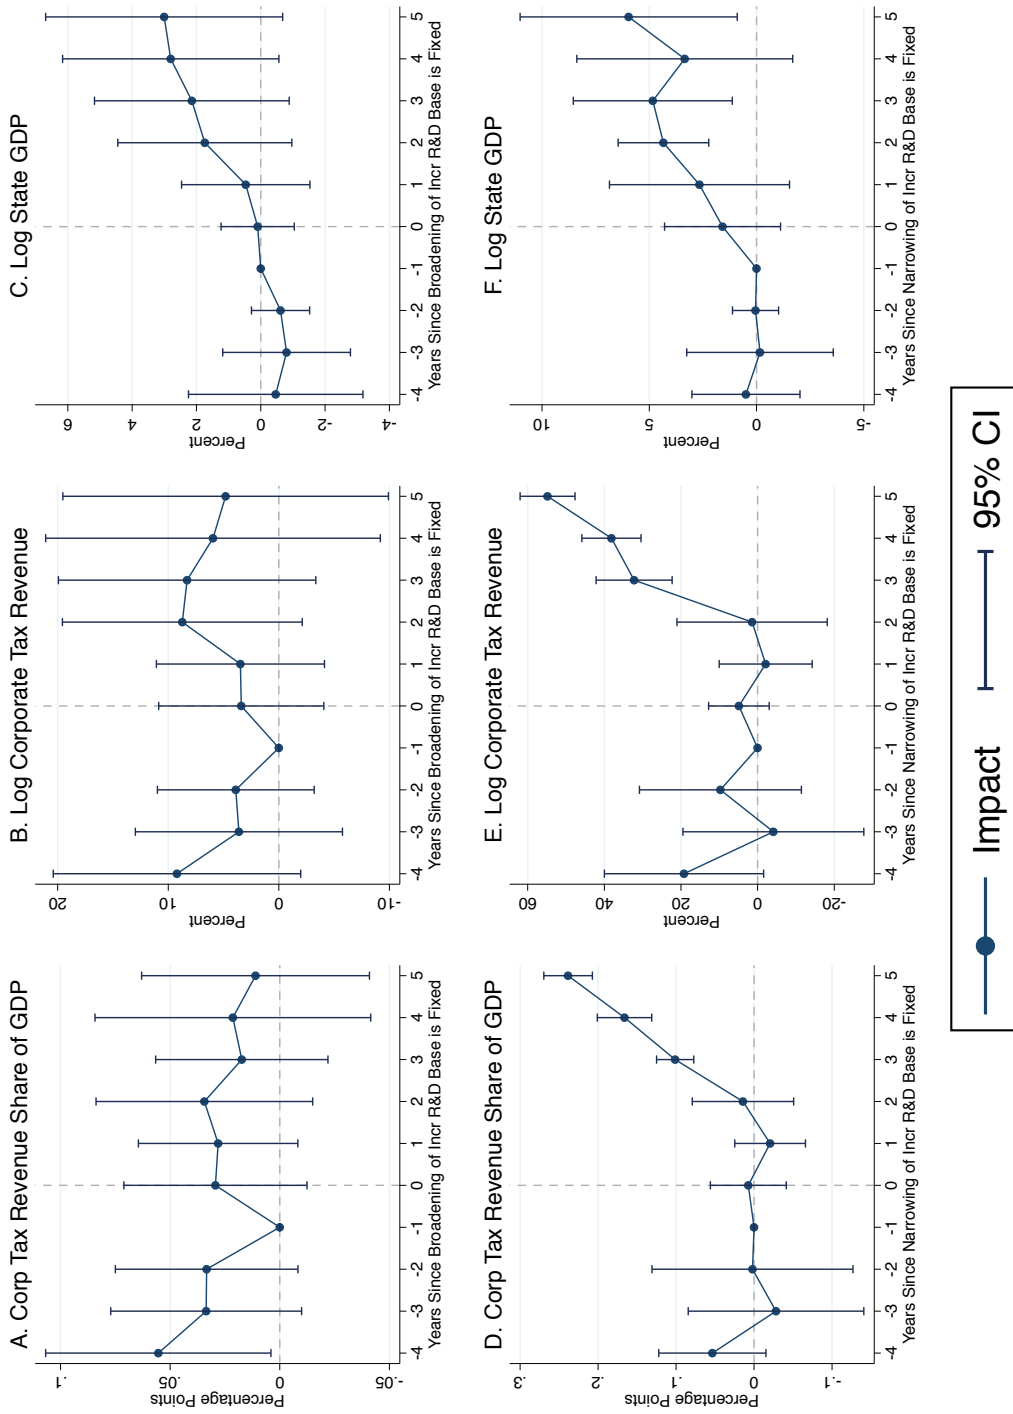 A. Corp Tax Revenue Share of GDP
Percentage Points
.1
.05
0
-.05
-4 -3 -2 -1 0 1 2 3 4 5
Years Since Broadening of Incr R&D Base is Fixed
B. Log Corporate Tax Revenue
Percent
20
10
0
-10
-4 -3 -2 -1 0 1 2 3 4 5
Years Since Broadening of Incr R&D Base is Fixed
C. Log State GDP
Percent
6
4
2
0
-2
-4
-4 -3 -2 -1 0 1 2 3 4 5
Years Since Broadening of Incr R&D Base is Fixed
D. Corp Tax Revenue Share of GDP
Percentage Points
.3
.2
.1
0
-.1
-4 -3 -2 -1 0 1 2 3 4 5
Years Since Narrowing of Incr R&D Base is Fixed
E. Log Corporate Tax Revenue
Percent
60
40
20
0
-20
-4 -3 -2 -1 0 1 2 3 4 5
Years Since Narrowing of Incr R&D Base is Fixed
F. Log State GDP
Percent
10
5
0
-5
-4 -3 -2 -1 0 1 2 3 4 5
Years Since Narrowing of Incr R&D Base is Fixed
Impact 95% CI